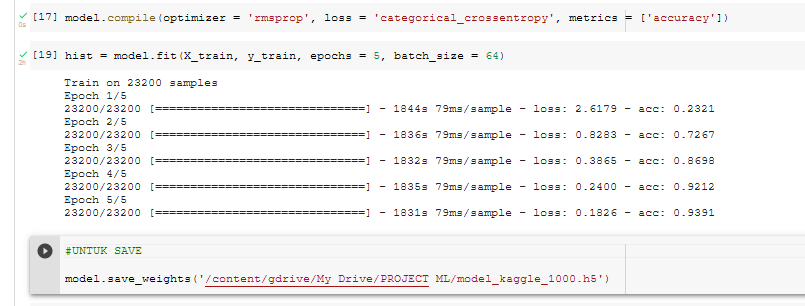 [17] model.compile(optimizer = 'rmsprop', loss = 'categorical_crossentropy', metrics = ['accuracy'])
0s
[19] hist = model.fit(X_train, y_train, epochs = 5, batch_size = 64)
2h
Train on 23200 samples
Epoch 1/5
23200/23200 [==============================] - 1844s 79ms/sample - loss: 2.6179 - acc: 0.2321
Epoch 2/5
23200/23200 [==============================] - 1836s 79ms/sample - loss: 0.8283 - acc: 0.7267
Epoch 3/5
23200/23200 [==============================] - 1832s 79ms/sample - loss: 0.3865 - acc: 0.8698
Epoch 4/5
23200/23200 [==============================] - 1835s 79ms/sample - loss: 0.2400 - acc: 0.9212
Epoch 5/5
23200/23200 [==============================] - 1831s 79ms/sample - loss: 0.1826 - acc: 0.9391
#UNTUK SAVE
model.save_weights('/content/gdrive/My Drive/PROJECT ML/model_kaggle_1000.h5')